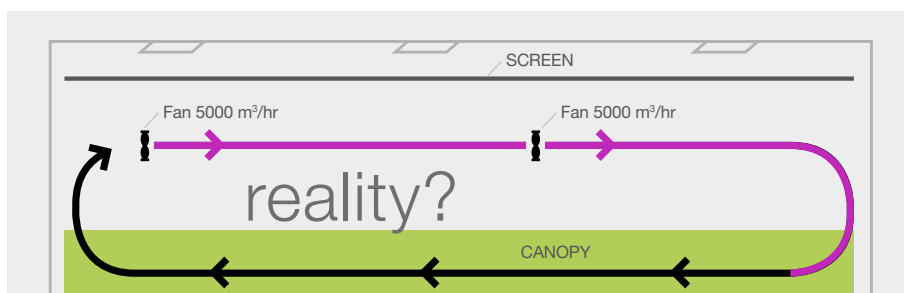 SCREEN
Fan 5000 m³/hr
Fan 5000 m³/hr
reality?
CANOPY